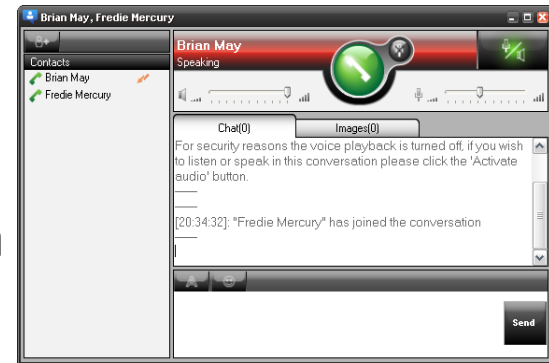 Brian May, Fredie Mercury
Contacts
Brian May
Fredie Mercury
Brian May
Speaking
Chat(0)
Images(0)
For security reasons the voice playback is turned off, if you wish
to listen or speak in this conversation please click the 'Activate
audio' button.
[20:34:32]: "Fredie Mercury" has joined the conversation
A
Send